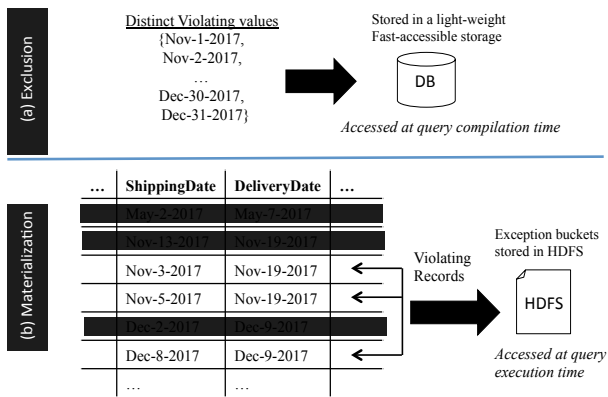 (a) Exclusion
Distinct Violating values
{Nov-1-2017,
Nov-2-2017,
…
Dec-30-2017,
Dec-31-2017}
Stored in a light-weight
Fast-accessible storage
DB
Accessed at query compilation time
(b) Materialization
… ShippingDate DeliveryDate …
May-2-2017 May-7-2017
Nov-13-2017 Nov-19-2017
Nov-3-2017 Nov-19-2017
Nov-5-2017 Nov-19-2017
Dec-2-2017 Dec-9-2017
Dec-8-2017 Dec-9-2017
… …
Violating
Records
Exception buckets
stored in HDFS
HDFS
Accessed at query
execution time